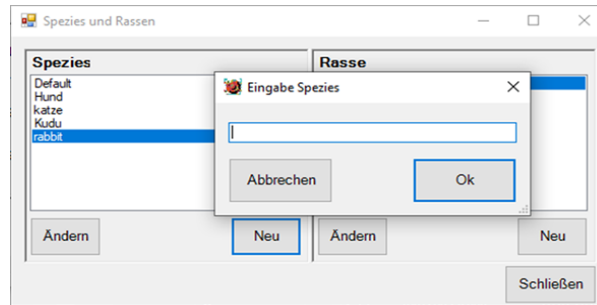 Spezies und Rassen
Spezies
Rasse
Default
Hund
katze
Kudu
rabbit
Eingabe Spezies
Abbrechen
Ok
Ändern
Neu
Ändern
Neu
Schließen